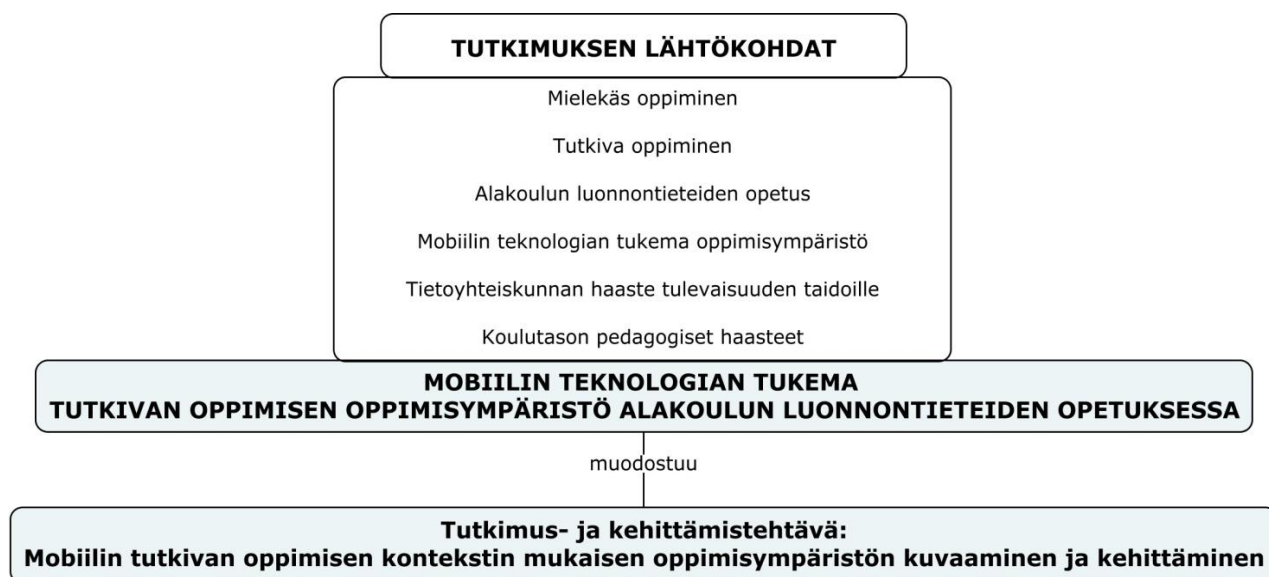 TUTKIMUKSEN LÄHTÖKOHDAT
Mielekäs oppiminen
Tutkiva oppiminen
Alakoulun luonnontieteiden opetus
Mobiilin teknologian tukema oppimisympäristö
Tietoyhteiskunnan haaste tulevaisuuden taidoille
Koulutason pedagogiset haasteet
MOBIILIN TEKNOLOGIAN TUKEMA
TUTKIVAN OPPIMISEN OPPIMISYMPÄRISTÖ ALAKOULUN LUONNONTIETEIDEN OPETUKSESSA
muodostuu
Tutkimus- ja kehittämistehtävä:
Mobiilin tutkivan oppimisen kontekstin mukaisen oppimisympäristön kuvaaminen ja kehittäminen